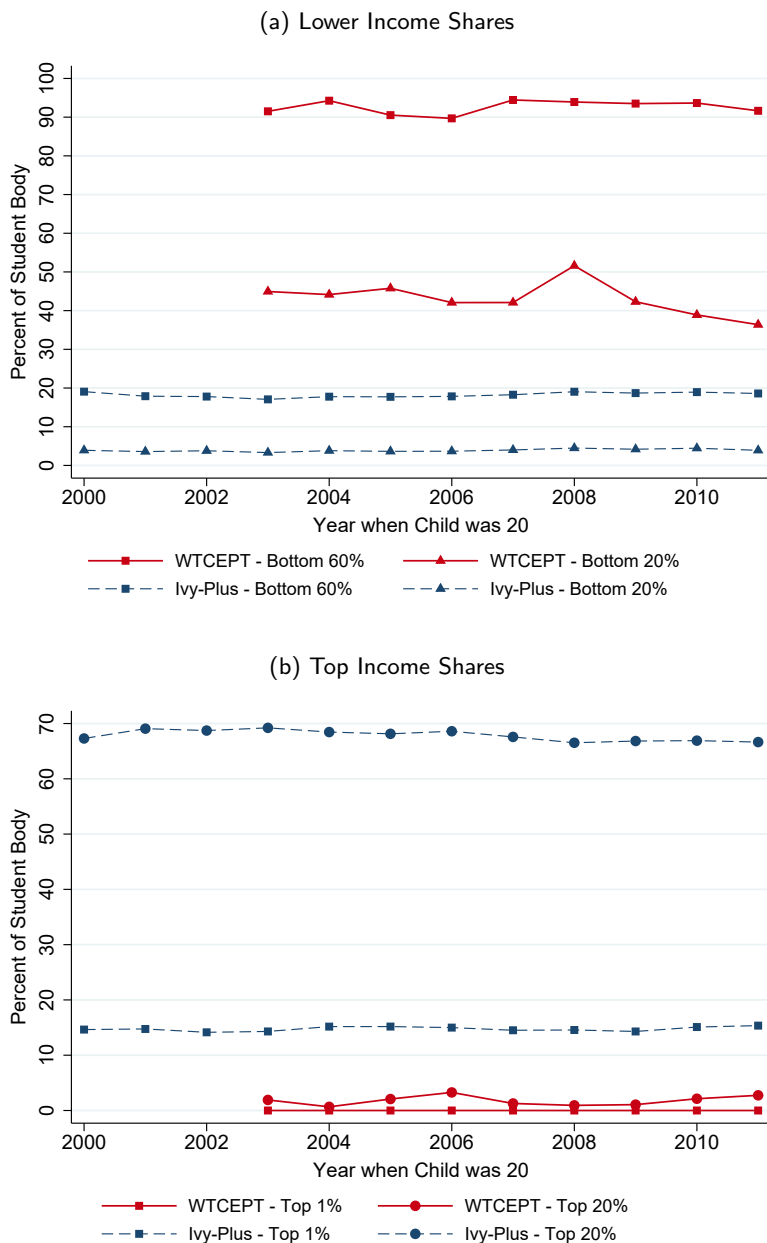 (a) Lower Income Shares
Percent of Student Body
100
90
80
70
60
50
40
30
20
10
0
2000 2002 2004 2006 2008 2010
Year when Child was 20
WTCEPT - Bottom 60% WTCEPT - Bottom 20%
Ivy-Plus - Bottom 60% Ivy-Plus - Bottom 20%
(b) Top Income Shares
Percent of Student Body
70
60
50
40
30
20
10
0
2000 2002 2004 2006 2008 2010
Year when Child was 20
WTCEPT - Top 1% WTCEPT - Top 20%
Ivy-Plus - Top 1% Ivy-Plus - Top 20%